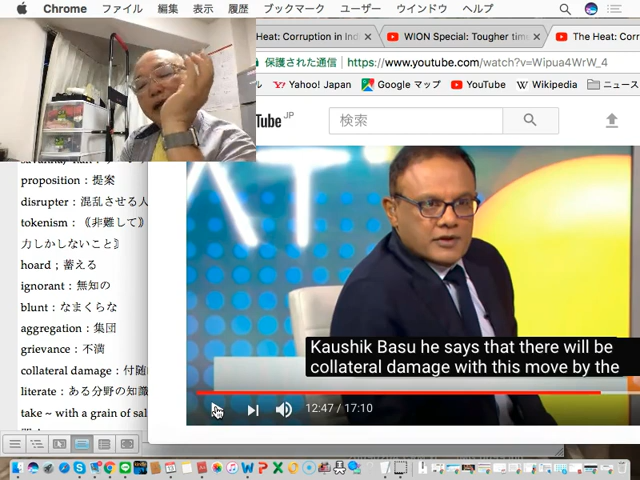 Chrome ファイル 編集 表示 履歴 ブックマーク ユーザー ウインドウ ヘルプ
Heat: Corruption in Ind
WION Special: Tougher time
The Heat: Corr
保護された通信 https://www.youtube.com/watch?v=Wipua4WrW_4
Yahoo! Japan Google マップ YouTube Wikipedia ニュース
Tube JP
検索
proposition：提案
disrupter：混乱させる人
tokenism：《非難して》
力しかしないこと》
hoard；蓄える
ignorant：無知の
blunt：なまくらな
aggregation：集団
grievance：不満
collateral damage：付随
literate：ある分野の知識
take ~ with a grain of sal
Kaushik Basu he says that there will be
collateral damage with this move by the
12:47 / 17:10